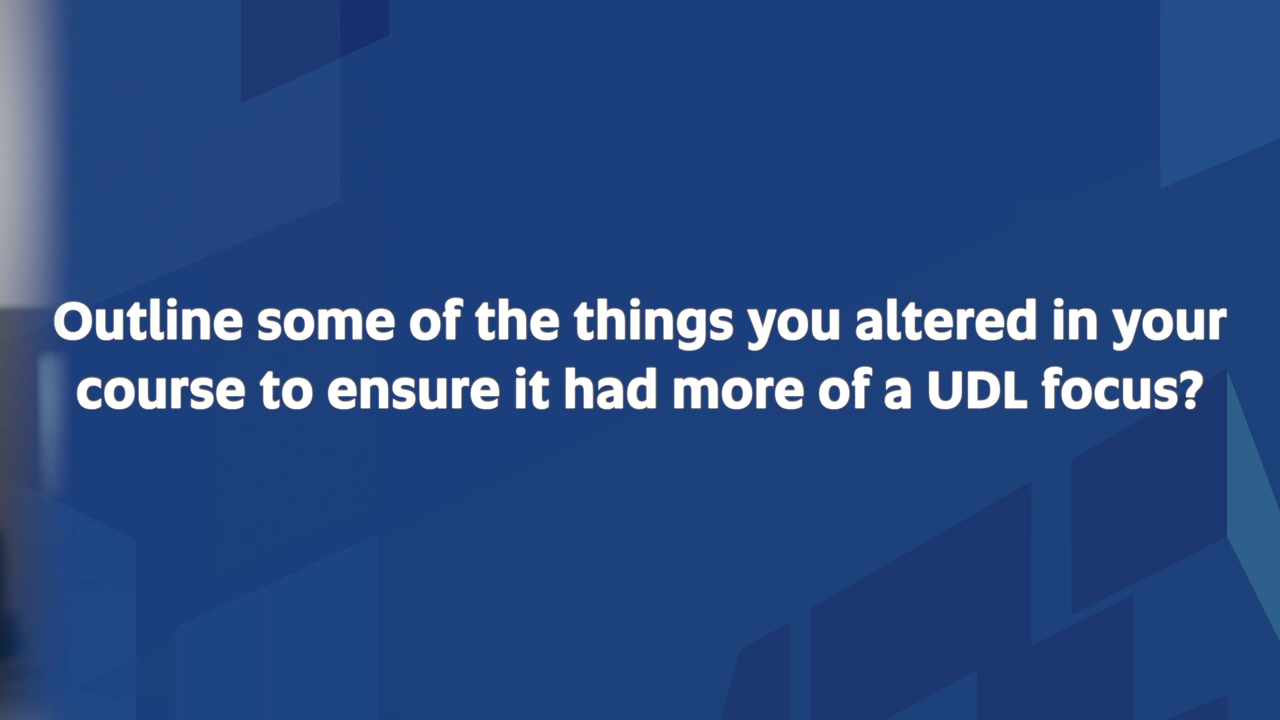 Outline some of the things you altered in your
course to ensure it had more of a UDL focus?